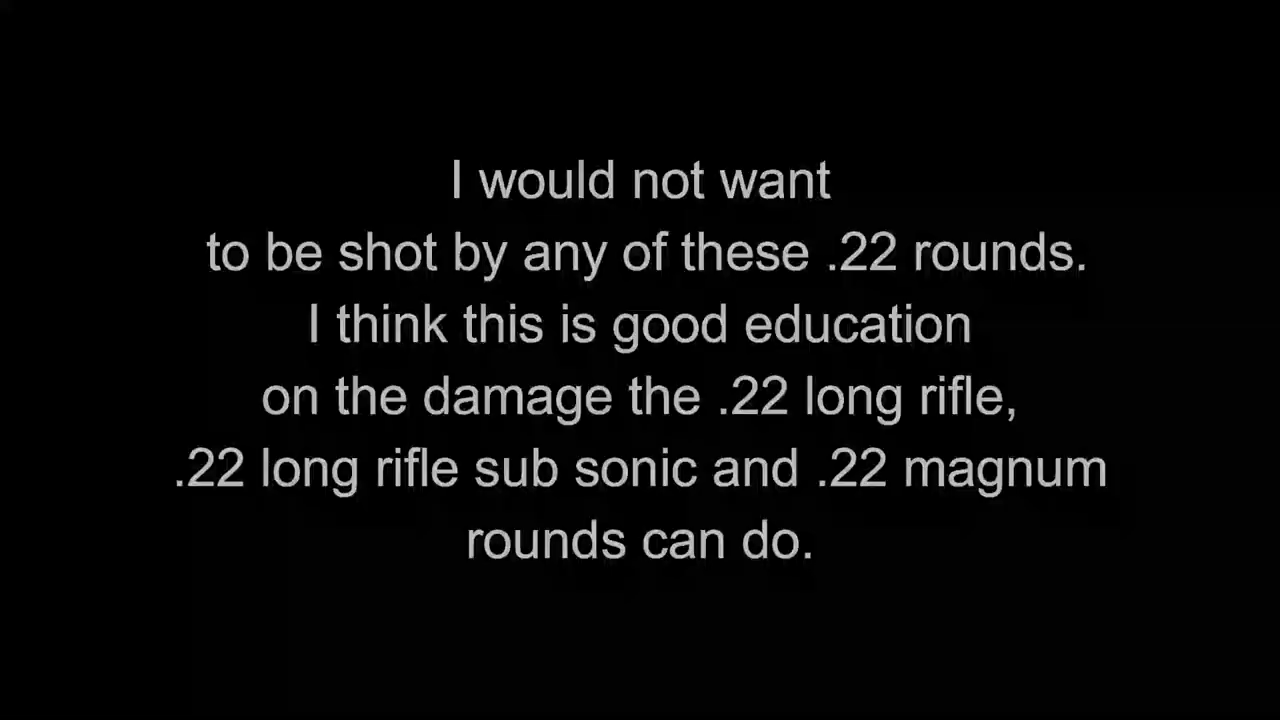 I would not want
to be shot by any of these .22 rounds.
I think this is good education
on the damage the .22 long rifle,
.22 long rifle sub sonic and .22 magnum
rounds can do.